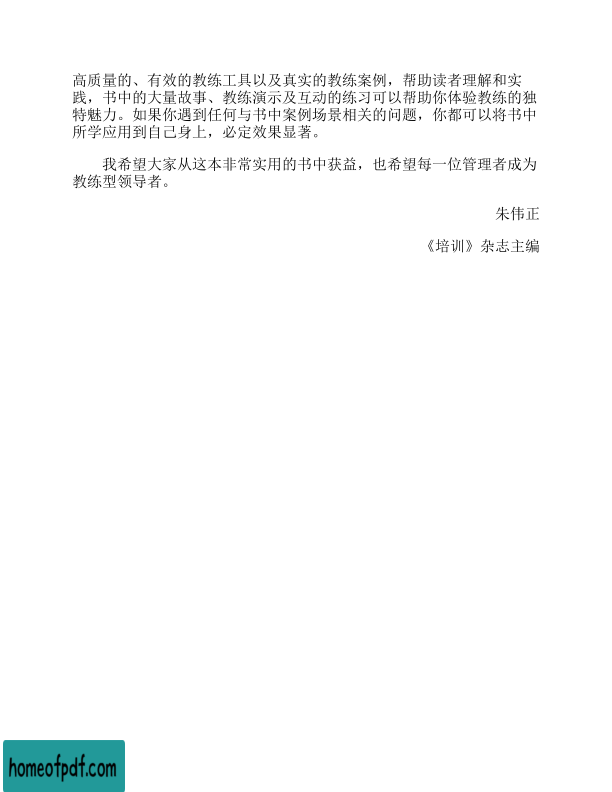 高质量的、有效的教练工具以及真实的教练案例，帮助读者理解和实
践，书中的大量故事、教练演示及互动的练习可以帮助你体验教练的独
特魅力。如果你遇到任何与书中案例场景相关的问题，你都可以将书中
所学应用到自己身上，必定效果显著。
我希望大家从这本非常实用的书中获益，也希望每一位管理者成为
教练型领导者。
朱伟正
《培训》杂志主编
homeofpdf.com